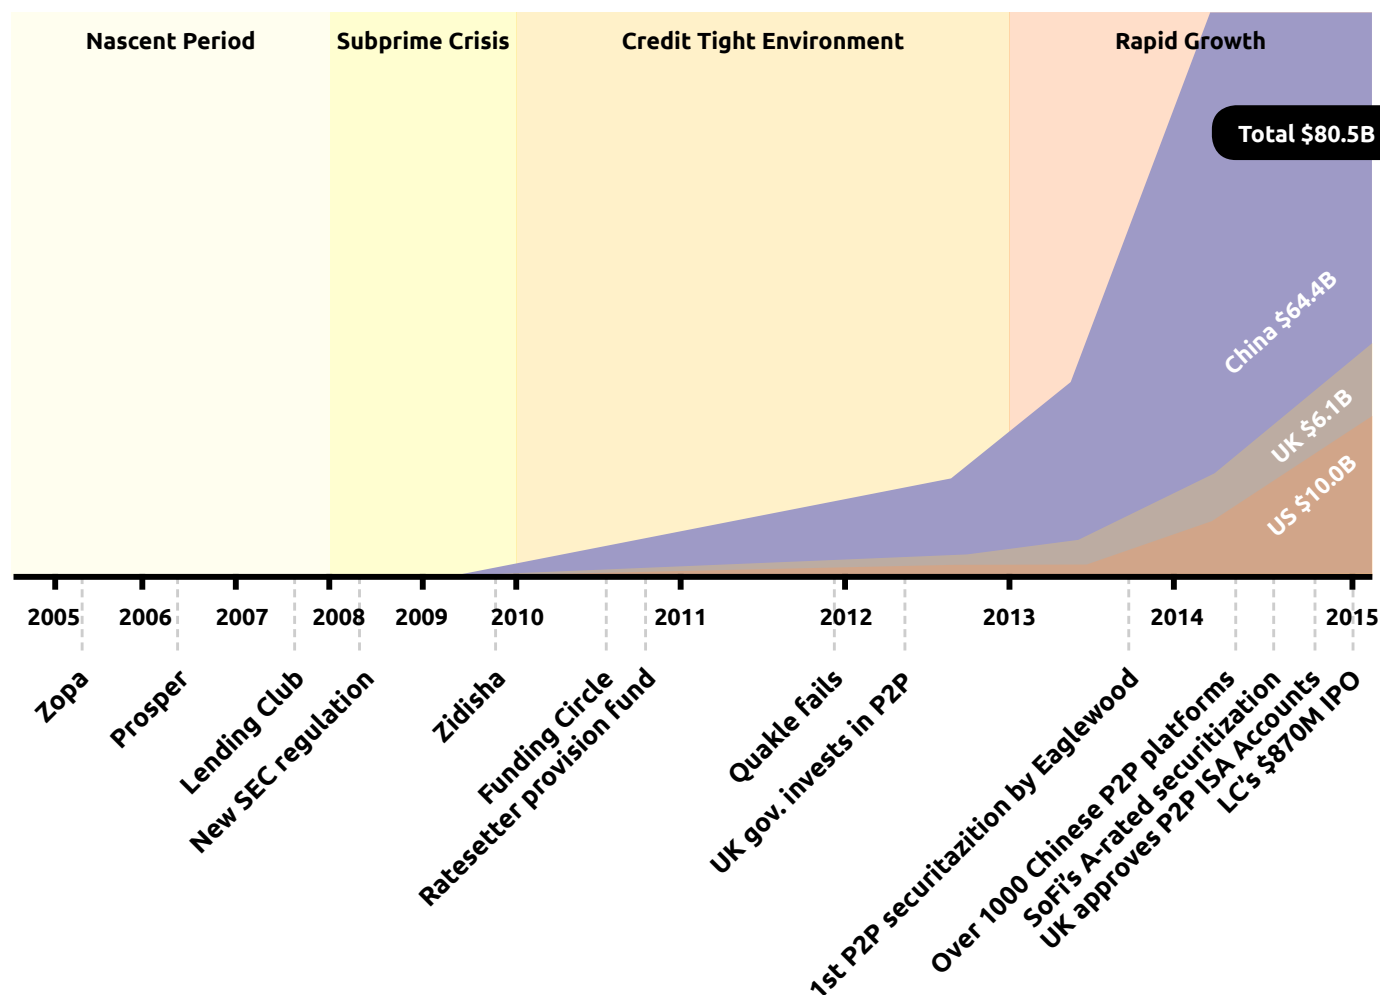 Nascent Period
Subprime Crisis
Credit Tight Environment
Rapid Growth
Total $80.5B
China $64.4B
UK $6.1B
US $10.0B
2005
2006
2007
2008
2009
2010
2011
2012
2013
2014
2015
Zopa
Prosper
Lending Club
New SEC regulation
Zidisha
Funding Circle
Ratesetter provision fund
Quakle fails
UK gov. invests in P2P
1st P2P securitazition by Eaglewood
Over 1000 Chinese P2P platforms
SoFi's A-rated securitization
UK approves P2P ISA Accounts
LC's $870M IPO